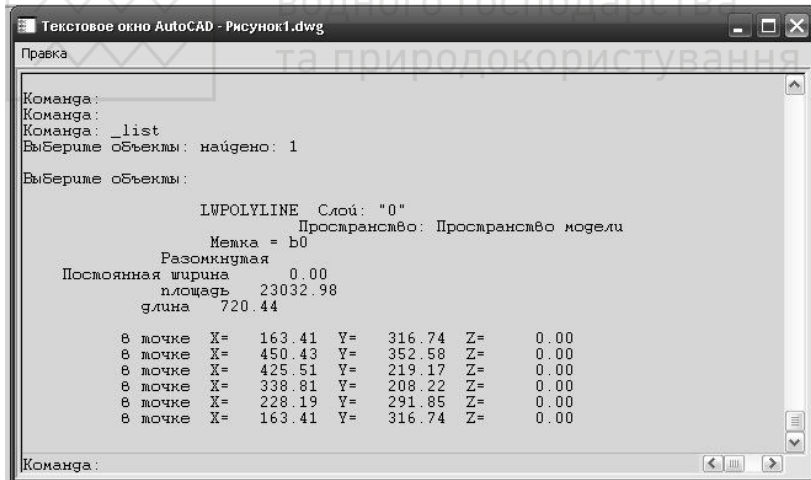 водного господарства
та природокористування
Текстовое окно AutoCAD - Рисунок1.dwg
Правка
Команда:
Команда:
Команда: _list
Выберите объекты: найдено: 1
Выберите объекты:
LWPOLYLINE Слой: "0"
Пространство: Пространство модели
Метка = b0
Разомкнутая
Постоянная ширина 0.00
площадь 23032.98
длина 720.44
в точке X= 163.41 Y= 316.74 Z= 0.00
в точке X= 450.43 Y= 352.58 Z= 0.00
в точке X= 425.51 Y= 219.17 Z= 0.00
в точке X= 338.81 Y= 208.22 Z= 0.00
в точке X= 228.19 Y= 291.85 Z= 0.00
в точке X= 163.41 Y= 316.74 Z= 0.00
Команда: